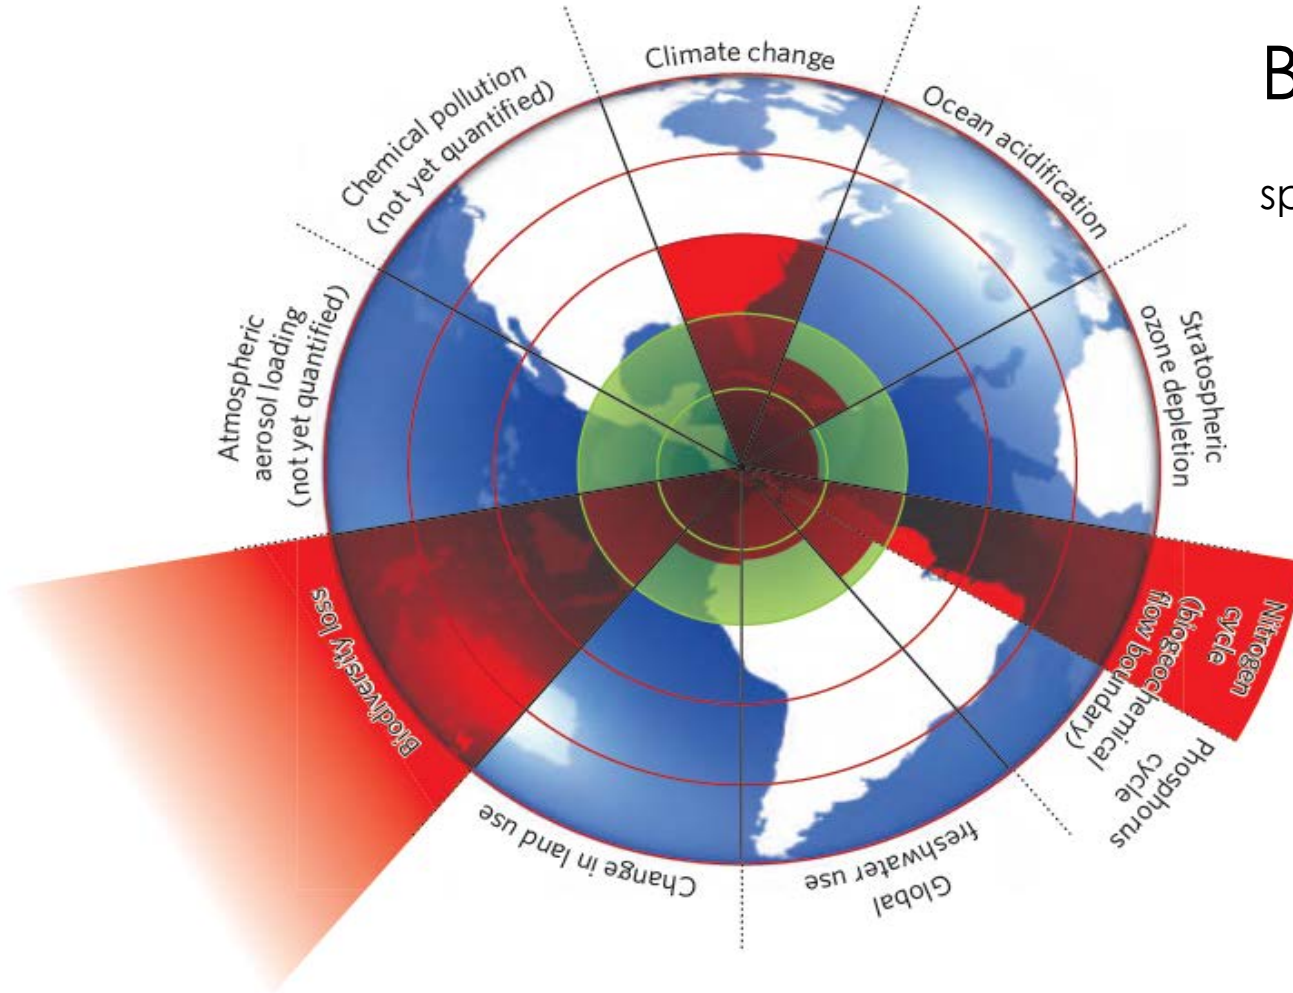 Climate change
Ocean acidification
Stratospheric
ozone depletion
Nitrogen
cycle
(biogeochemical
flow boundary)
Phosphorus
cycle
Global
freshwater use
Change in land use
Biodiversity loss
Atmospheric
aerosol loading
(not yet quantified)
Chemical pollution
(not yet quantified)
B
sp